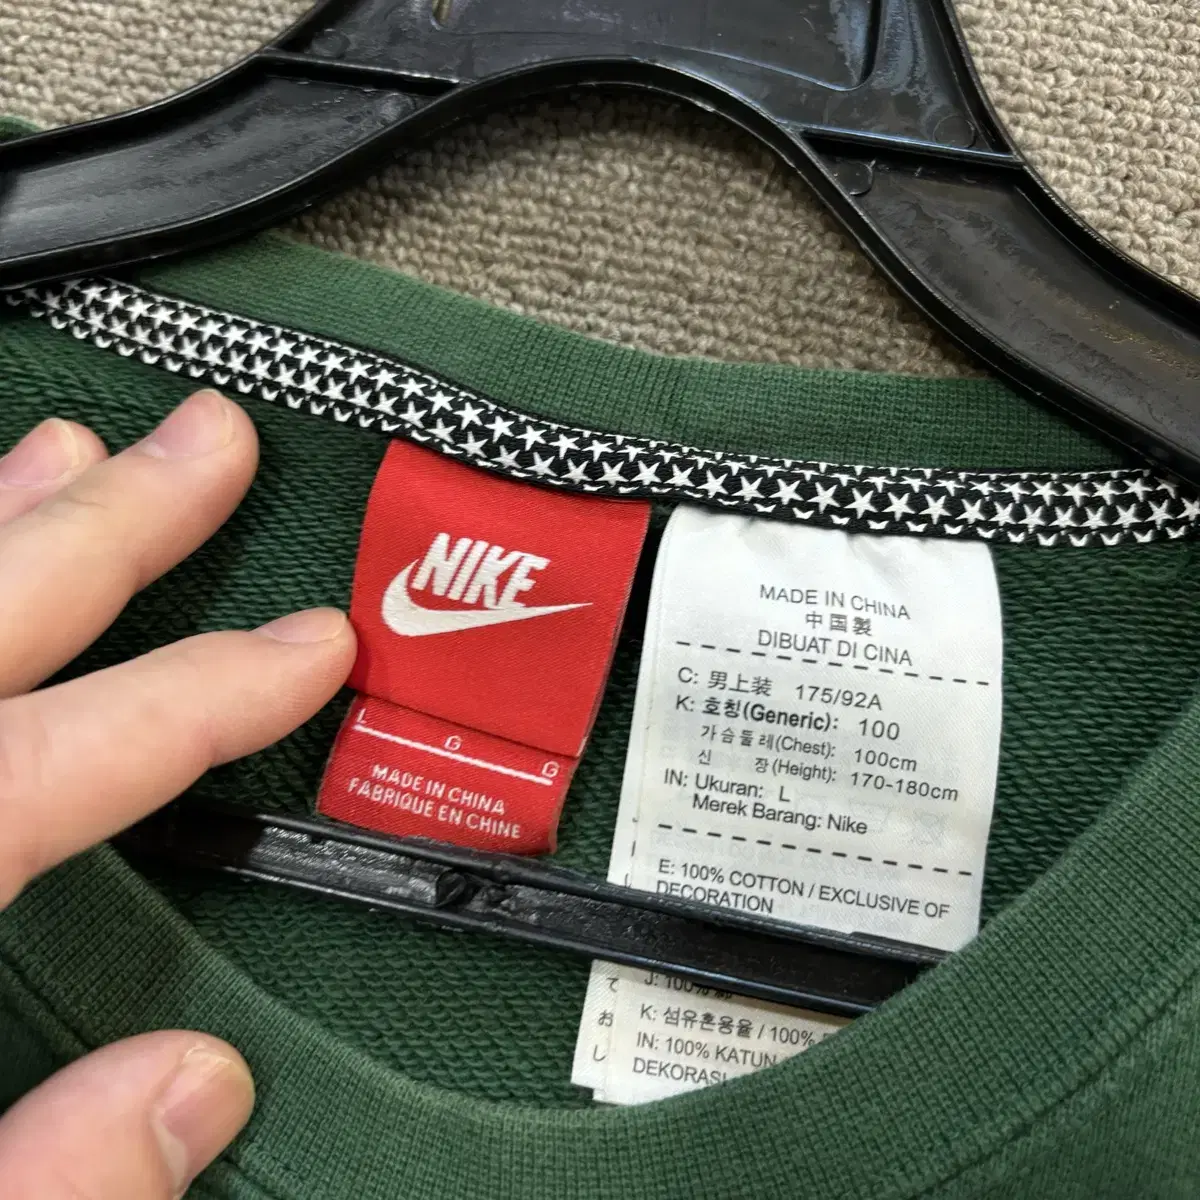 NIKE
L
G
G
MADE IN CHINA
FABRIQUE EN CHINE
MADE IN CHINA
中国製
DIBUAT DI CINA
C: 男上装 175/92A
K: 호칭(Generic): 100
가슴둘레(Chest): 100cm
신 장(Height): 170-180cm
IN: Ukuran: L
Merek Barang: Nike
E: 100% COTTON / EXCLUSIVE OF
DECORATION
J: 100%
K: 섬유혼용율 / 100%
IN: 100% KATUN
DEKORASI
て
お
し